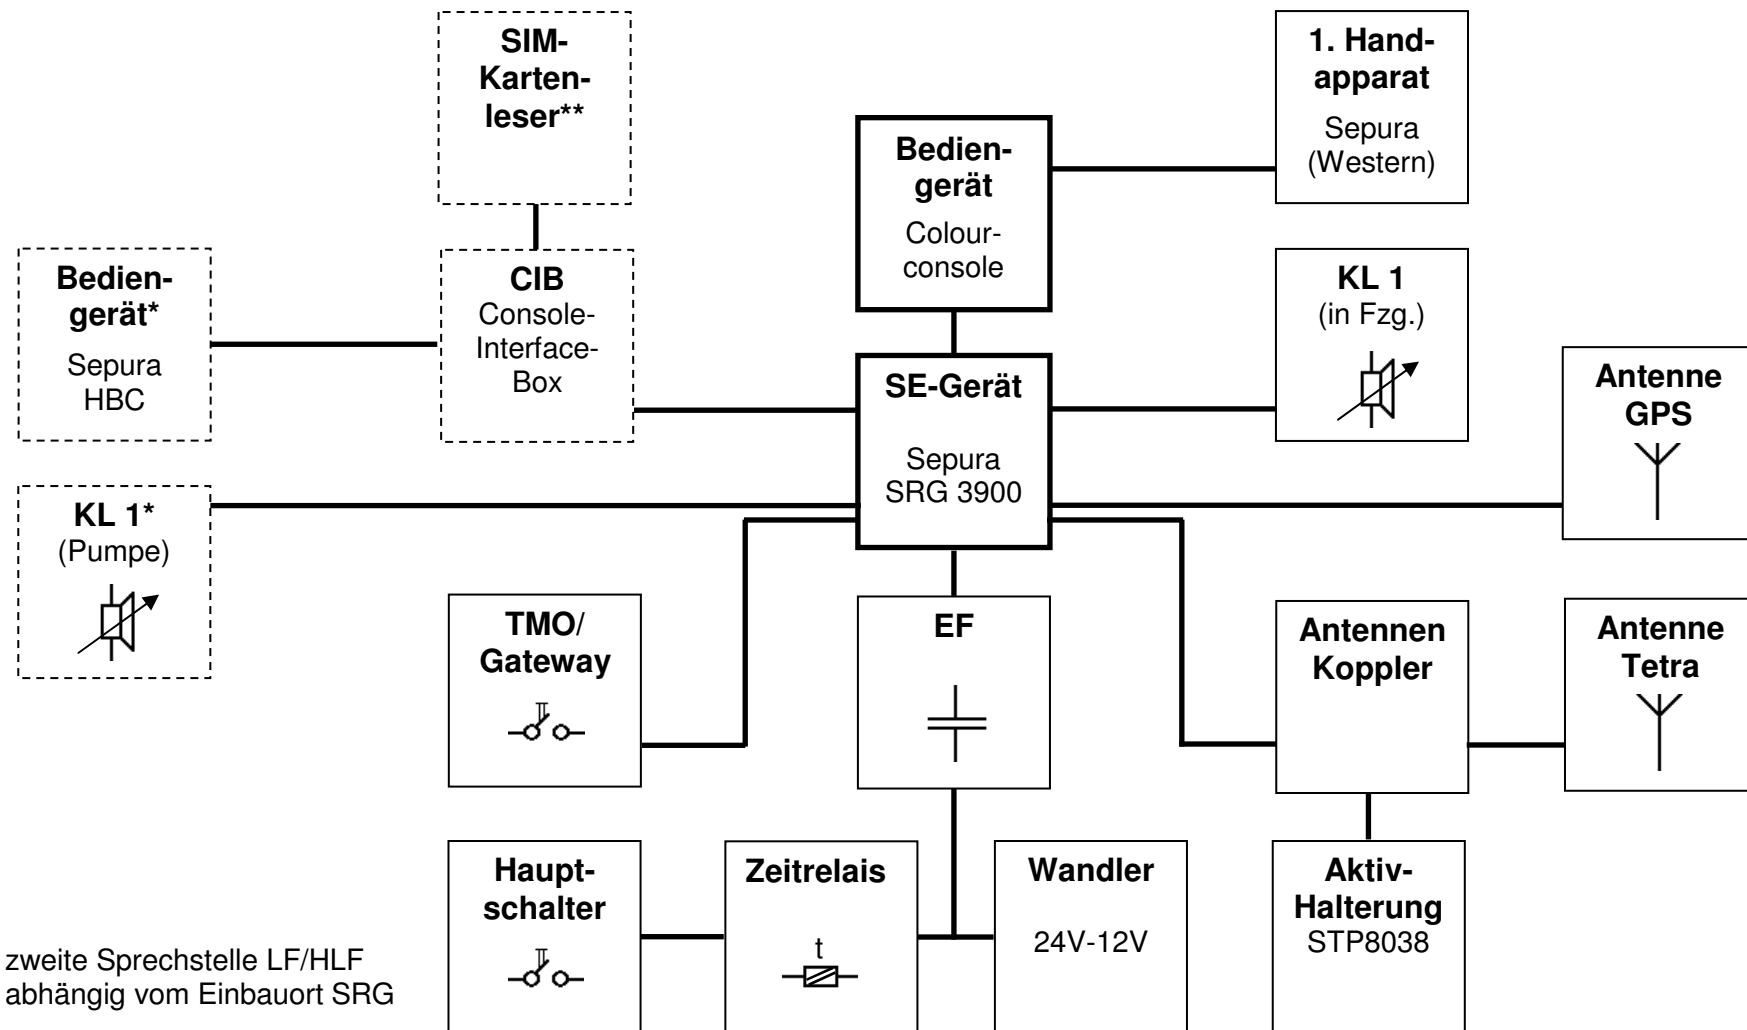 SIM-
Karten-
leser**
1. Hand-
apparat
Sepura
(Western)
Bedien-
gerät
Colour-
console
Bedien-
gerät*
Sepura
HBC
CIB
Console-
Interface-
Box
KL 1
(in Fzg.)
SE-Gerät
Sepura
SRG 3900
Antenne
GPS
KL 1*
(Pumpe)
TMO/
Gateway
EF
Antennen
Koppler
Antenne
Tetra
Haupt-
schalter
Zeitrelais
t
Wandler
24V-12V
Aktiv-
Halterung
STP8038
zweite Sprechstelle LF/HLF
abhängig vom Einbauort SRG